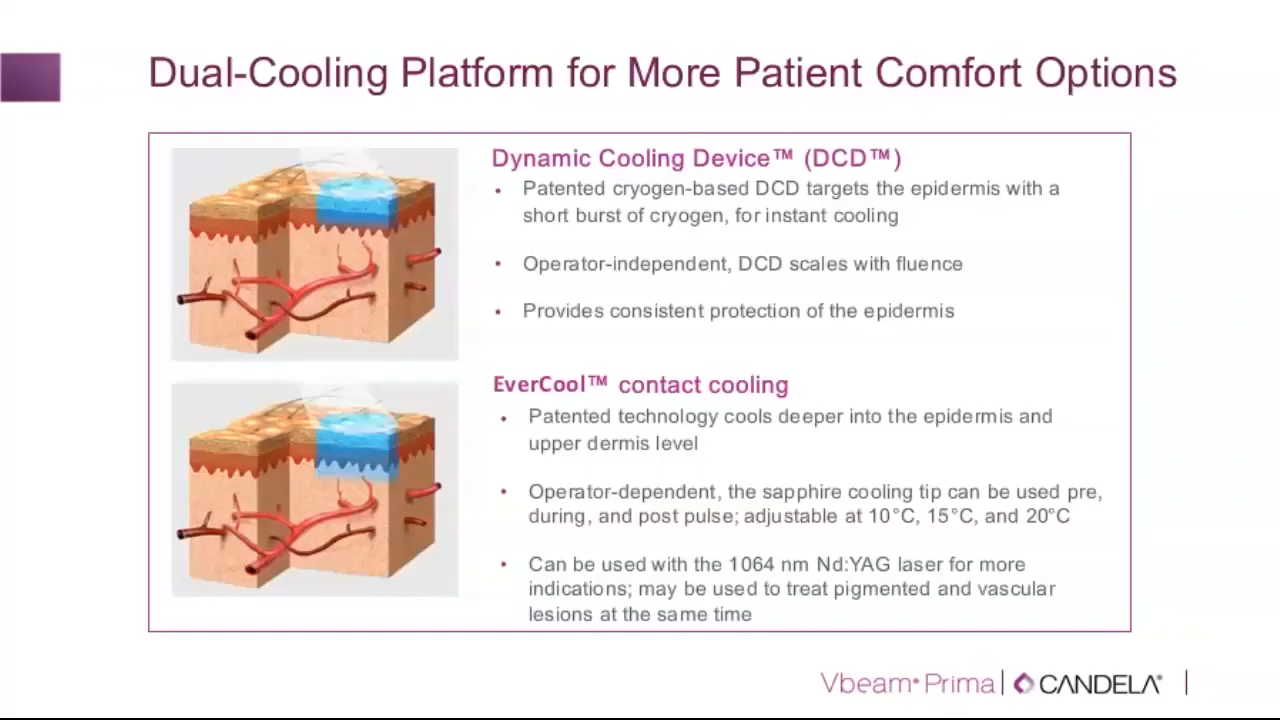 Dual-Cooling Platform for More Patient Comfort Options
Dynamic Cooling Device™ (DCD™)
• Patented cryogen-based DCD targets the epidermis with a
short burst of cryogen, for instant cooling
• Operator-independent, DCD scales with fluence
• Provides consistent protection of the epidermis
EverCool™ contact cooling
• Patented technology cools deeper into the epidermis and
upper dermis level
• Operator-dependent, the sapphire cooling tip can be used pre,
during, and post pulse; adjustable at 10°C, 15°C, and 20°C
• Can be used with the 1064 nm Nd:YAG laser for more
indications; may be used to treat pigmented and vascular
lesions at the same time
Vbeam® Prima | CANDELA® |